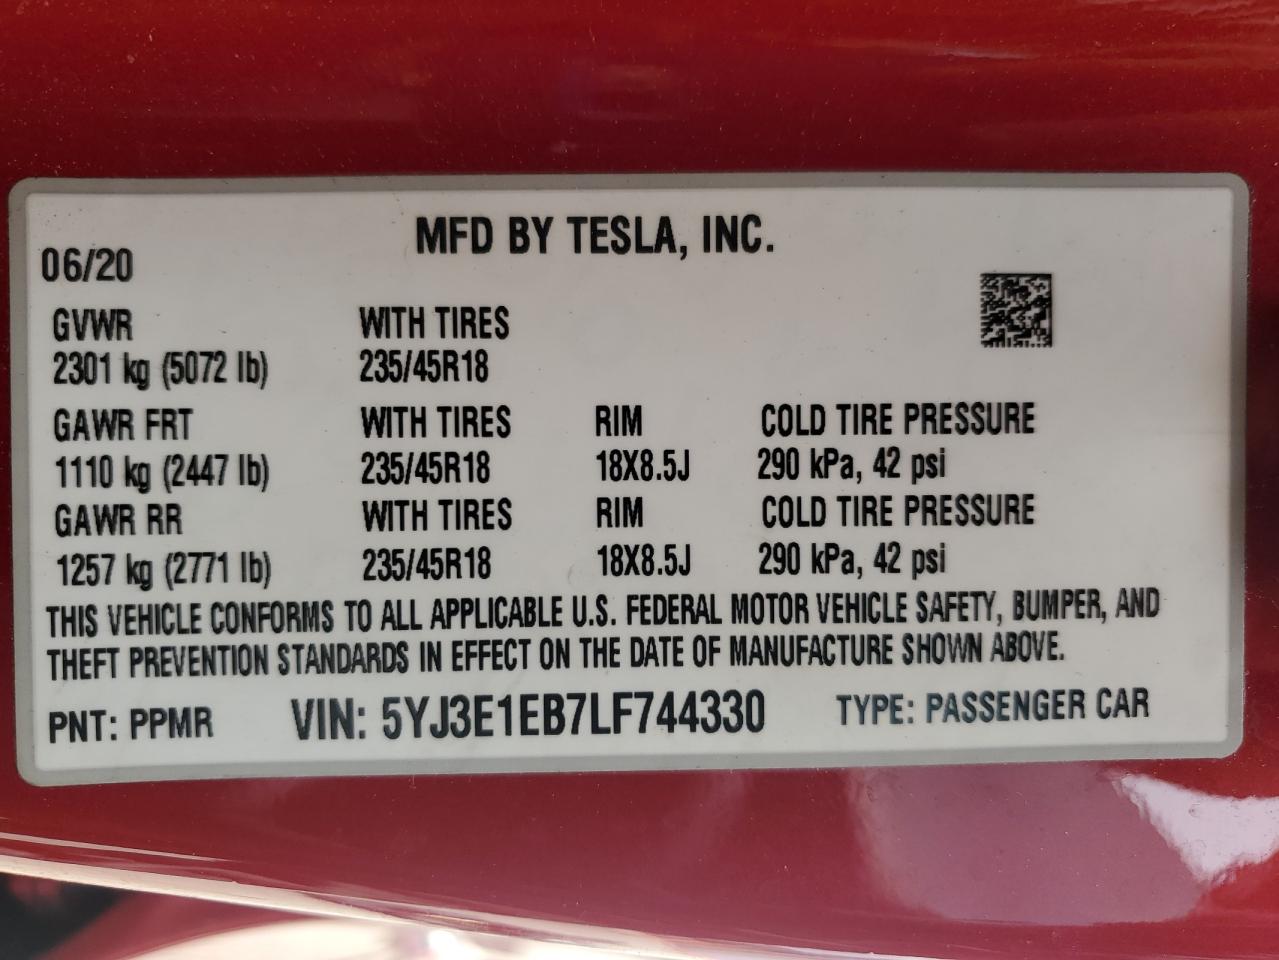 MFD BY TESLA, INC.
06/20
GVWR WITH TIRES
2301 kg (5072 lb) 235/45R18
GAWR FRT WITH TIRES RIM COLD TIRE PRESSURE
1110 kg (2447 lb) 235/45R18 18X8.5J 290 kPa, 42 psi
GAWR RR WITH TIRES RIM COLD TIRE PRESSURE
1257 kg (2771 lb) 235/45R18 18X8.5J 290 kPa, 42 psi
THIS VEHICLE CONFORMS TO ALL APPLICABLE U.S. FEDERAL MOTOR VEHICLE SAFETY, BUMPER, AND
THEFT PREVENTION STANDARDS IN EFFECT ON THE DATE OF MANUFACTURE SHOWN ABOVE.
PNT: PPMR VIN: 5YJ3E1EB7LF744330 TYPE: PASSENGER CAR